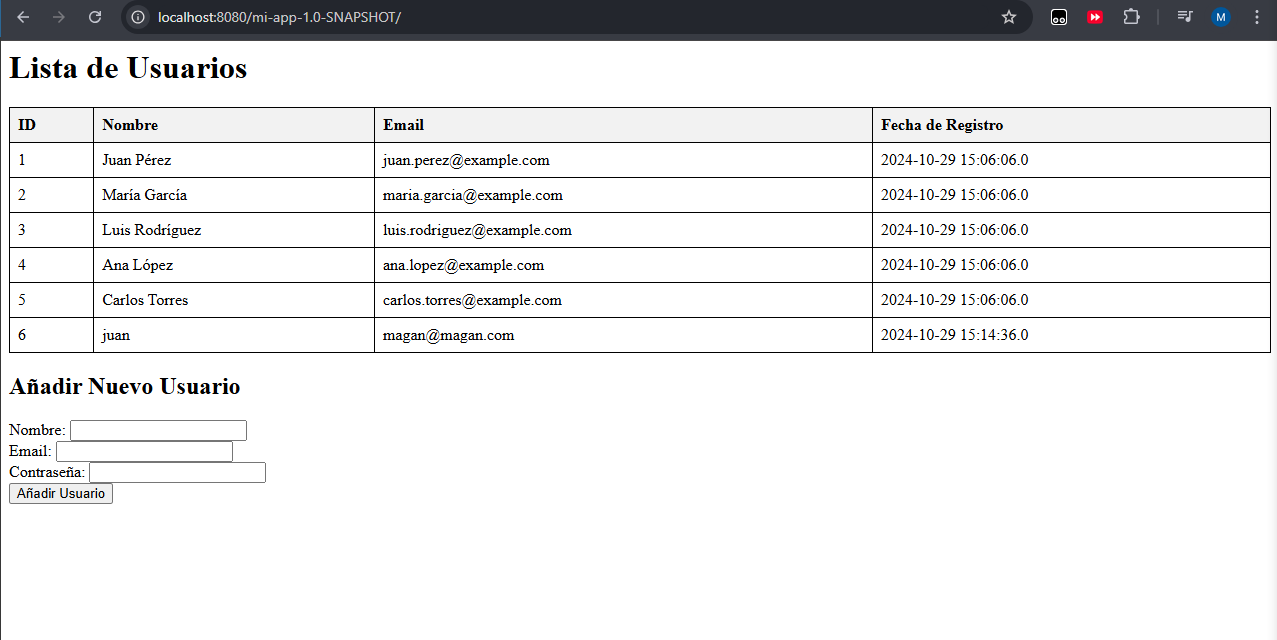 localhost:8080/mi-app-1.0-SNAPSHOT/
M
Lista de Usuarios
ID Nombre Email Fecha de Registro
1 Juan Pérez juan.perez@example.com 2024-10-29 15:06:06.0
2 María García maria.garcia@example.com 2024-10-29 15:06:06.0
3 Luis Rodríguez luis.rodriguez@example.com 2024-10-29 15:06:06.0
4 Ana López ana.lopez@example.com 2024-10-29 15:06:06.0
5 Carlos Torres carlos.torres@example.com 2024-10-29 15:06:06.0
6 juan magan@magan.com 2024-10-29 15:14:36.0
Añadir Nuevo Usuario
Nombre:
Email:
Contraseña:
Añadir Usuario